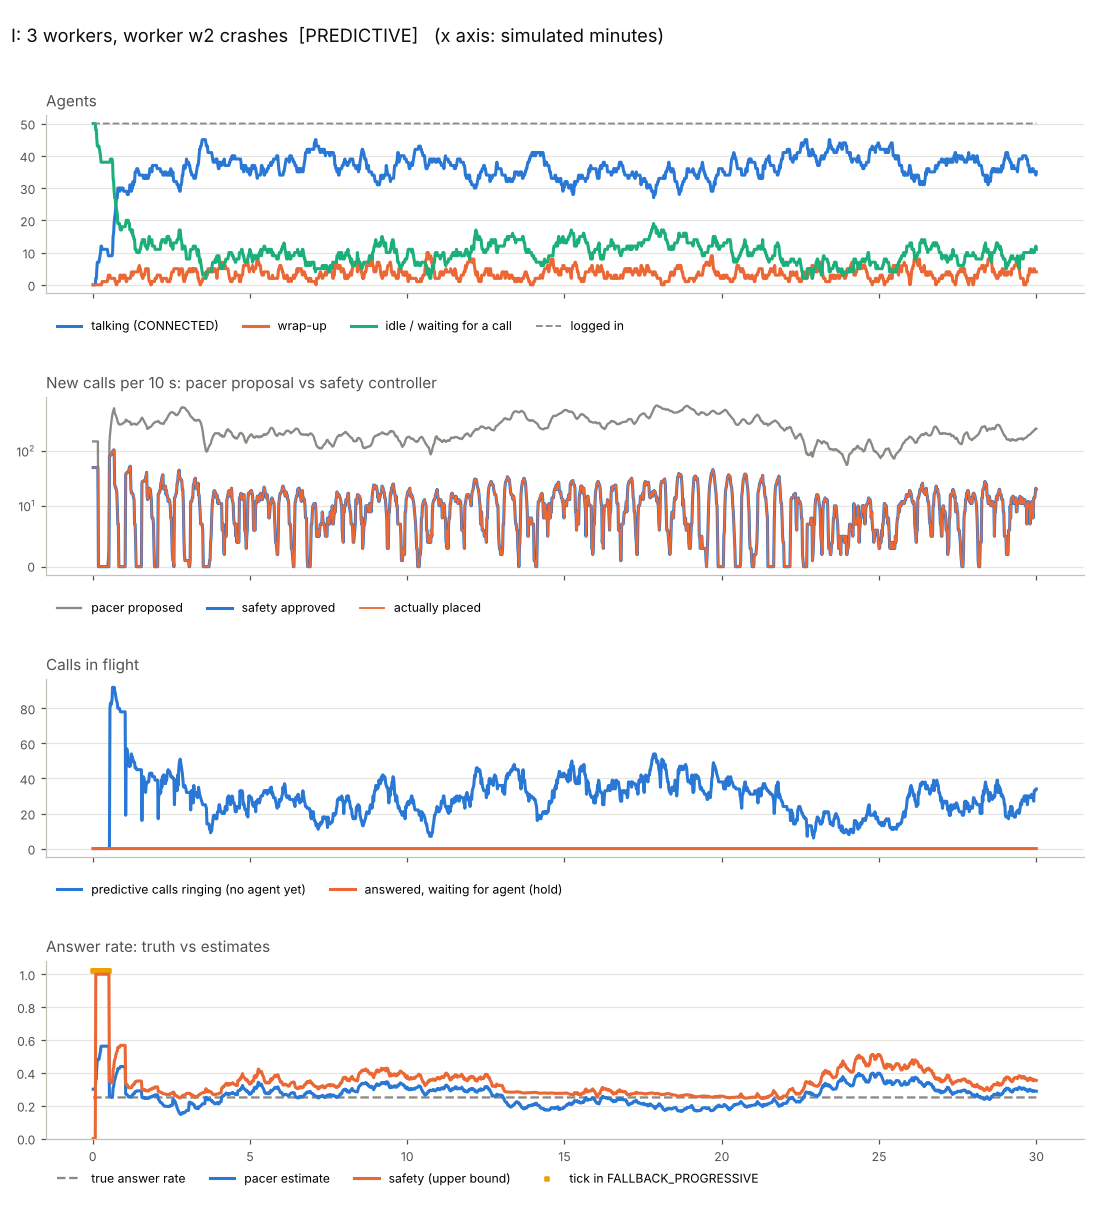 I: 3 workers, worker w2 crashes [PREDICTIVE] (x axis: simulated minutes)
Agents
50
40
30
20
10
0
talking (CONNECTED) wrap-up idle / waiting for a call logged in
New calls per 10 s: pacer proposal vs safety controller
10²
10¹
0
pacer proposed safety approved actually placed
Calls in flight
80
60
40
20
0
predictive calls ringing (no agent yet) answered, waiting for agent (hold)
Answer rate: truth vs estimates
1.0
0.8
0.6
0.4
0.2
0.0
0 5 10 15 20 25 30
true answer rate pacer estimate safety (upper bound) tick in FALLBACK_PROGRESSIVE